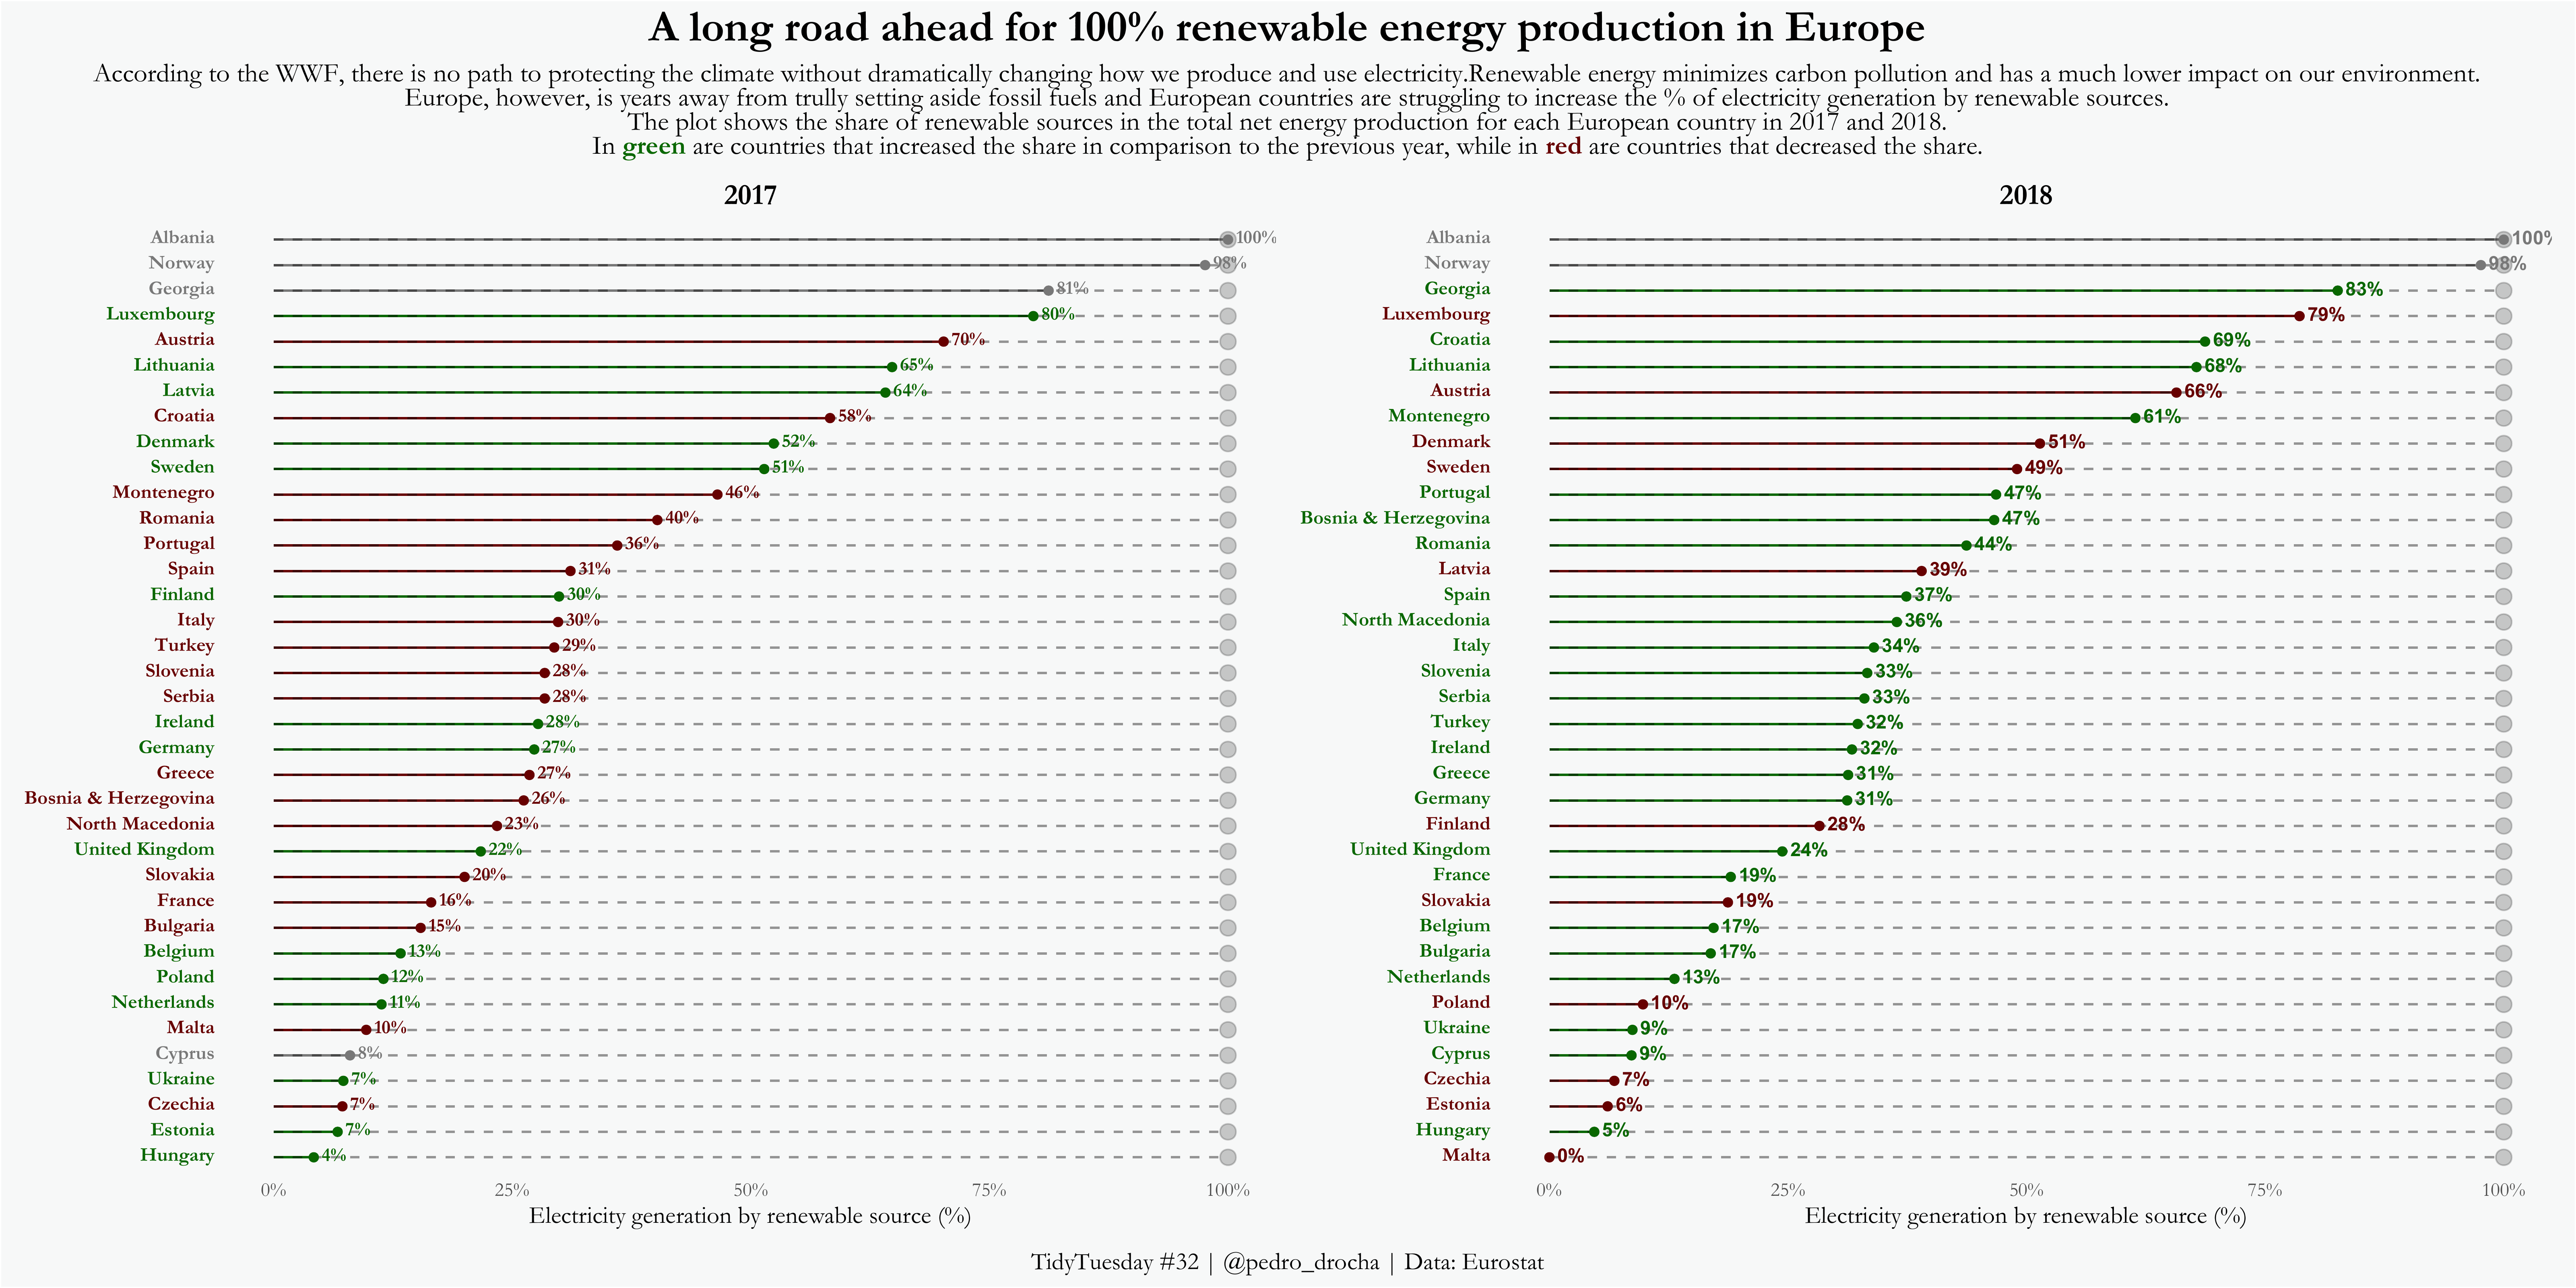 A long road ahead for 100% renewable energy production in Europe
According to the WWF, there is no path to protecting the climate without dramatically changing how we produce and use electricity.Renewable energy minimizes carbon pollution and has a much lower impact on our environment.
Europe, however, is years away from trully setting aside fossil fuels and European countries are struggling to increase the % of electricity generation by renewable sources.
The plot shows the share of renewable sources in the total net energy production for each European country in 2017 and 2018.
In green are countries that increased the share in comparison to the previous year, while in red are countries that decreased the share.
2017
Albania 100%
Norway 98%
Georgia 81%
Luxembourg 80%
Austria 70%
Lithuania 65%
Latvia 64%
Croatia 58%
Denmark 52%
Sweden 51%
Montenegro 46%
Romania 40%
Portugal 36%
Spain 31%
Finland 30%
Italy 30%
Turkey 29%
Slovenia 28%
Serbia 28%
Ireland 28%
Germany 27%
Greece 27%
Bosnia & Herzegovina 26%
North Macedonia 23%
United Kingdom 22%
Slovakia 20%
France 16%
Bulgaria 15%
Belgium 13%
Poland 12%
Netherlands 11%
Malta 10%
Cyprus 8%
Ukraine 7%
Czechia 7%
Estonia 7%
Hungary 4%
0% 25% 50% 75% 100%
Electricity generation by renewable source (%)
2018
Albania 100%
Norway 98%
Georgia 83%
Luxembourg 79%
Croatia 69%
Lithuania 68%
Austria 66%
Montenegro 61%
Denmark 51%
Sweden 49%
Portugal 47%
Bosnia & Herzegovina 47%
Romania 44%
Latvia 39%
Spain 37%
North Macedonia 36%
Italy 34%
Slovenia 33%
Serbia 33%
Turkey 32%
Ireland 32%
Greece 31%
Germany 31%
Finland 28%
United Kingdom 24%
France 19%
Slovakia 19%
Belgium 17%
Bulgaria 17%
Netherlands 13%
Poland 10%
Ukraine 9%
Cyprus 9%
Czechia 7%
Estonia 6%
Hungary 5%
Malta 0%
0% 25% 50% 75% 100%
Electricity generation by renewable source (%)
TidyTuesday #32 | @pedro_drocha | Data: Eurostat